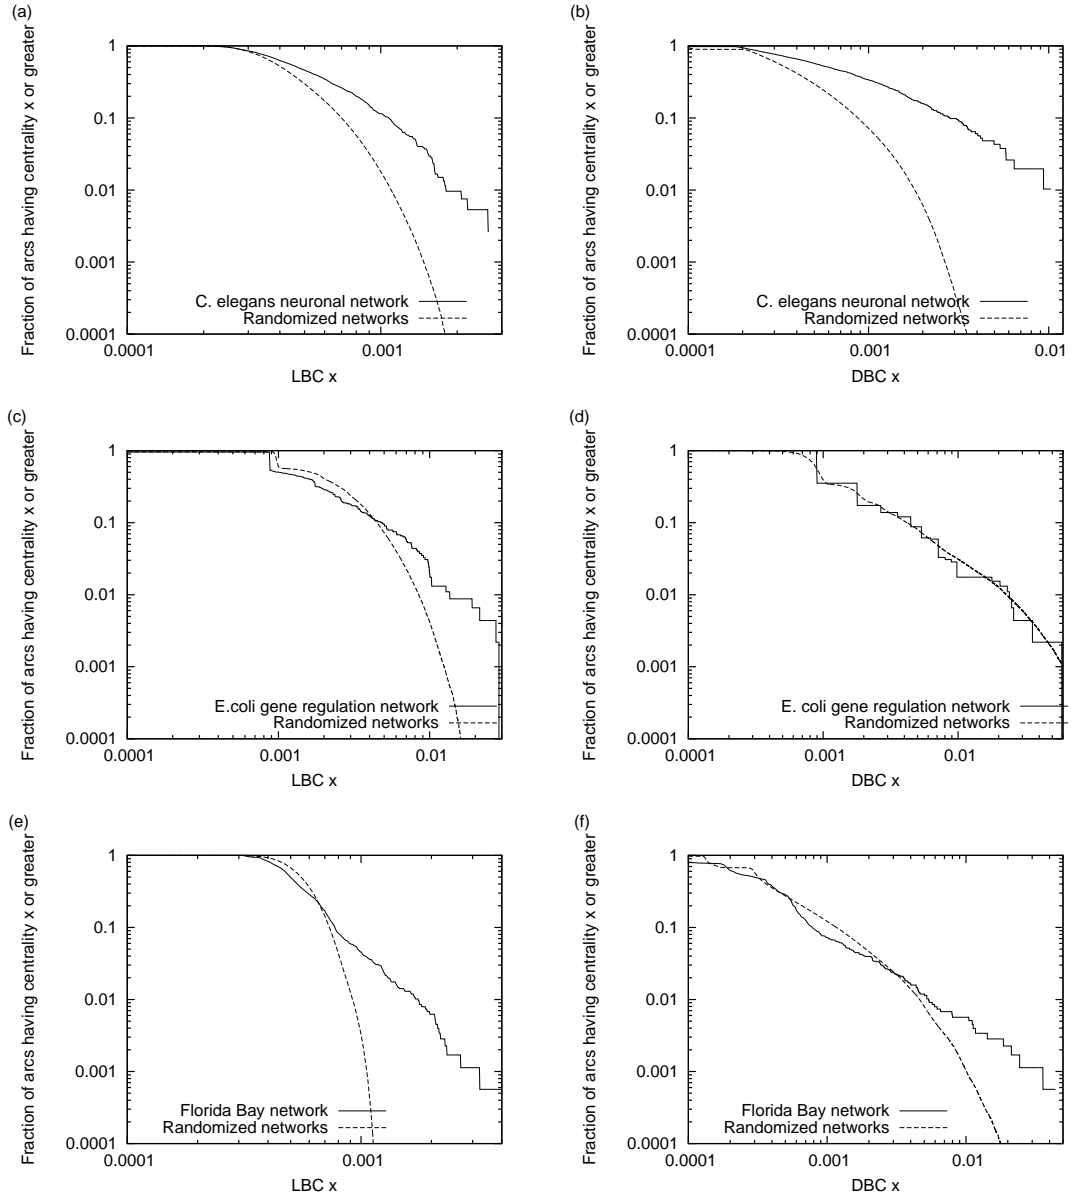 (a)
Fraction of arcs having centrality x or greater
1
0.1
0.01
0.001
0.0001
C. elegans neuronal network
Randomized networks
0.0001
0.001
LBC x
(b)
Fraction of arcs having centrality x or greater
1
0.1
0.01
0.001
0.0001
C. elegans neuronal network
Randomized networks
0.0001
0.001
0.01
DBC x
(c)
Fraction of arcs having centrality x or greater
1
0.1
0.01
0.001
0.0001
E.coli gene regulation network
Randomized networks
0.0001
0.001
0.01
LBC x
(d)
Fraction of arcs having centrality x or greater
1
0.1
0.01
0.001
0.0001
E. coli gene regulation network
Randomized networks
0.0001
0.001
0.01
DBC x
(e)
Fraction of arcs having centrality x or greater
1
0.1
0.01
0.001
0.0001
Florida Bay network
Randomized networks
0.0001
0.001
LBC x
(f)
Fraction of arcs having centrality x or greater
1
0.1
0.01
0.001
0.0001
Florida Bay network
Randomized networks
0.0001
0.001
0.01
DBC x